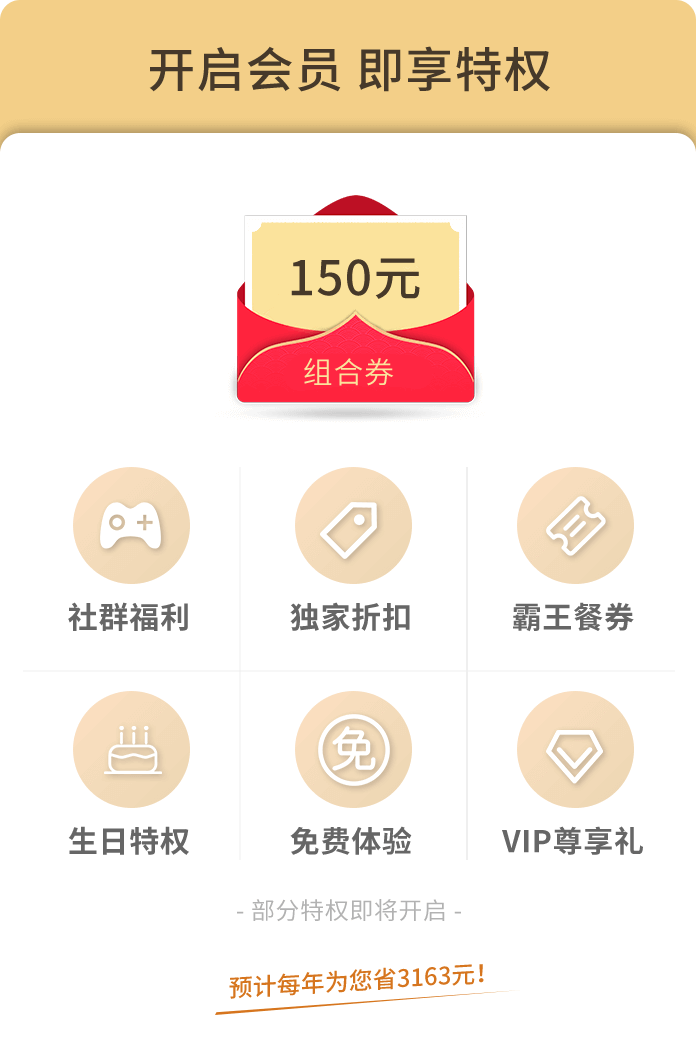 开启会员 即享特权
150元
组合券
社群福利 独家折扣 霸王餐券
免
生日特权 免费体验 VIP尊享礼
- 部分特权即将开启 -
预计每年为您省3163元！